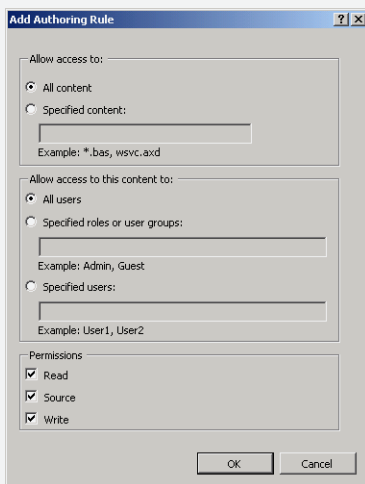 Add Authoring Rule
Allow access to:
All content
Specified content:
Example: *.bas, wsvc.axd
Allow access to this content to:
All users
Specified roles or user groups:
Example: Admin, Guest
Specified users:
Example: User1, User2
Permissions
Read
Source
Write
OK Cancel